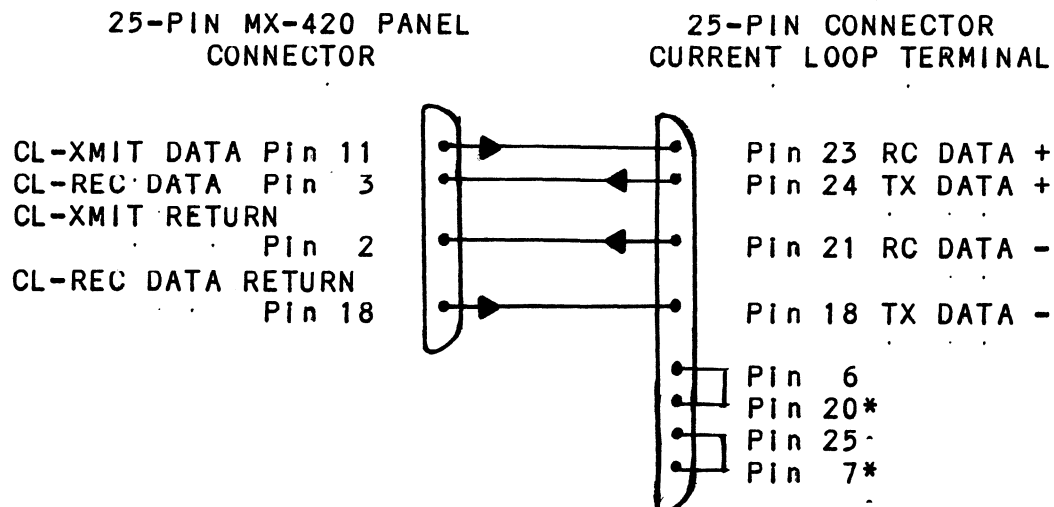 25-PIN MX-420 PANEL
CONNECTOR
25-PIN CONNECTOR
CURRENT LOOP TERMINAL
CL-XMIT DATA Pin 11
CL-REC DATA Pin 3
CL-XMIT RETURN
Pin 2
CL-REC DATA RETURN
Pin 18
Pin 23 RC DATA +
Pin 24 TX DATA +
Pin 21 RC DATA -
Pin 18 TX DATA -
Pin 6
Pin 20*
Pin 25
Pin 7*